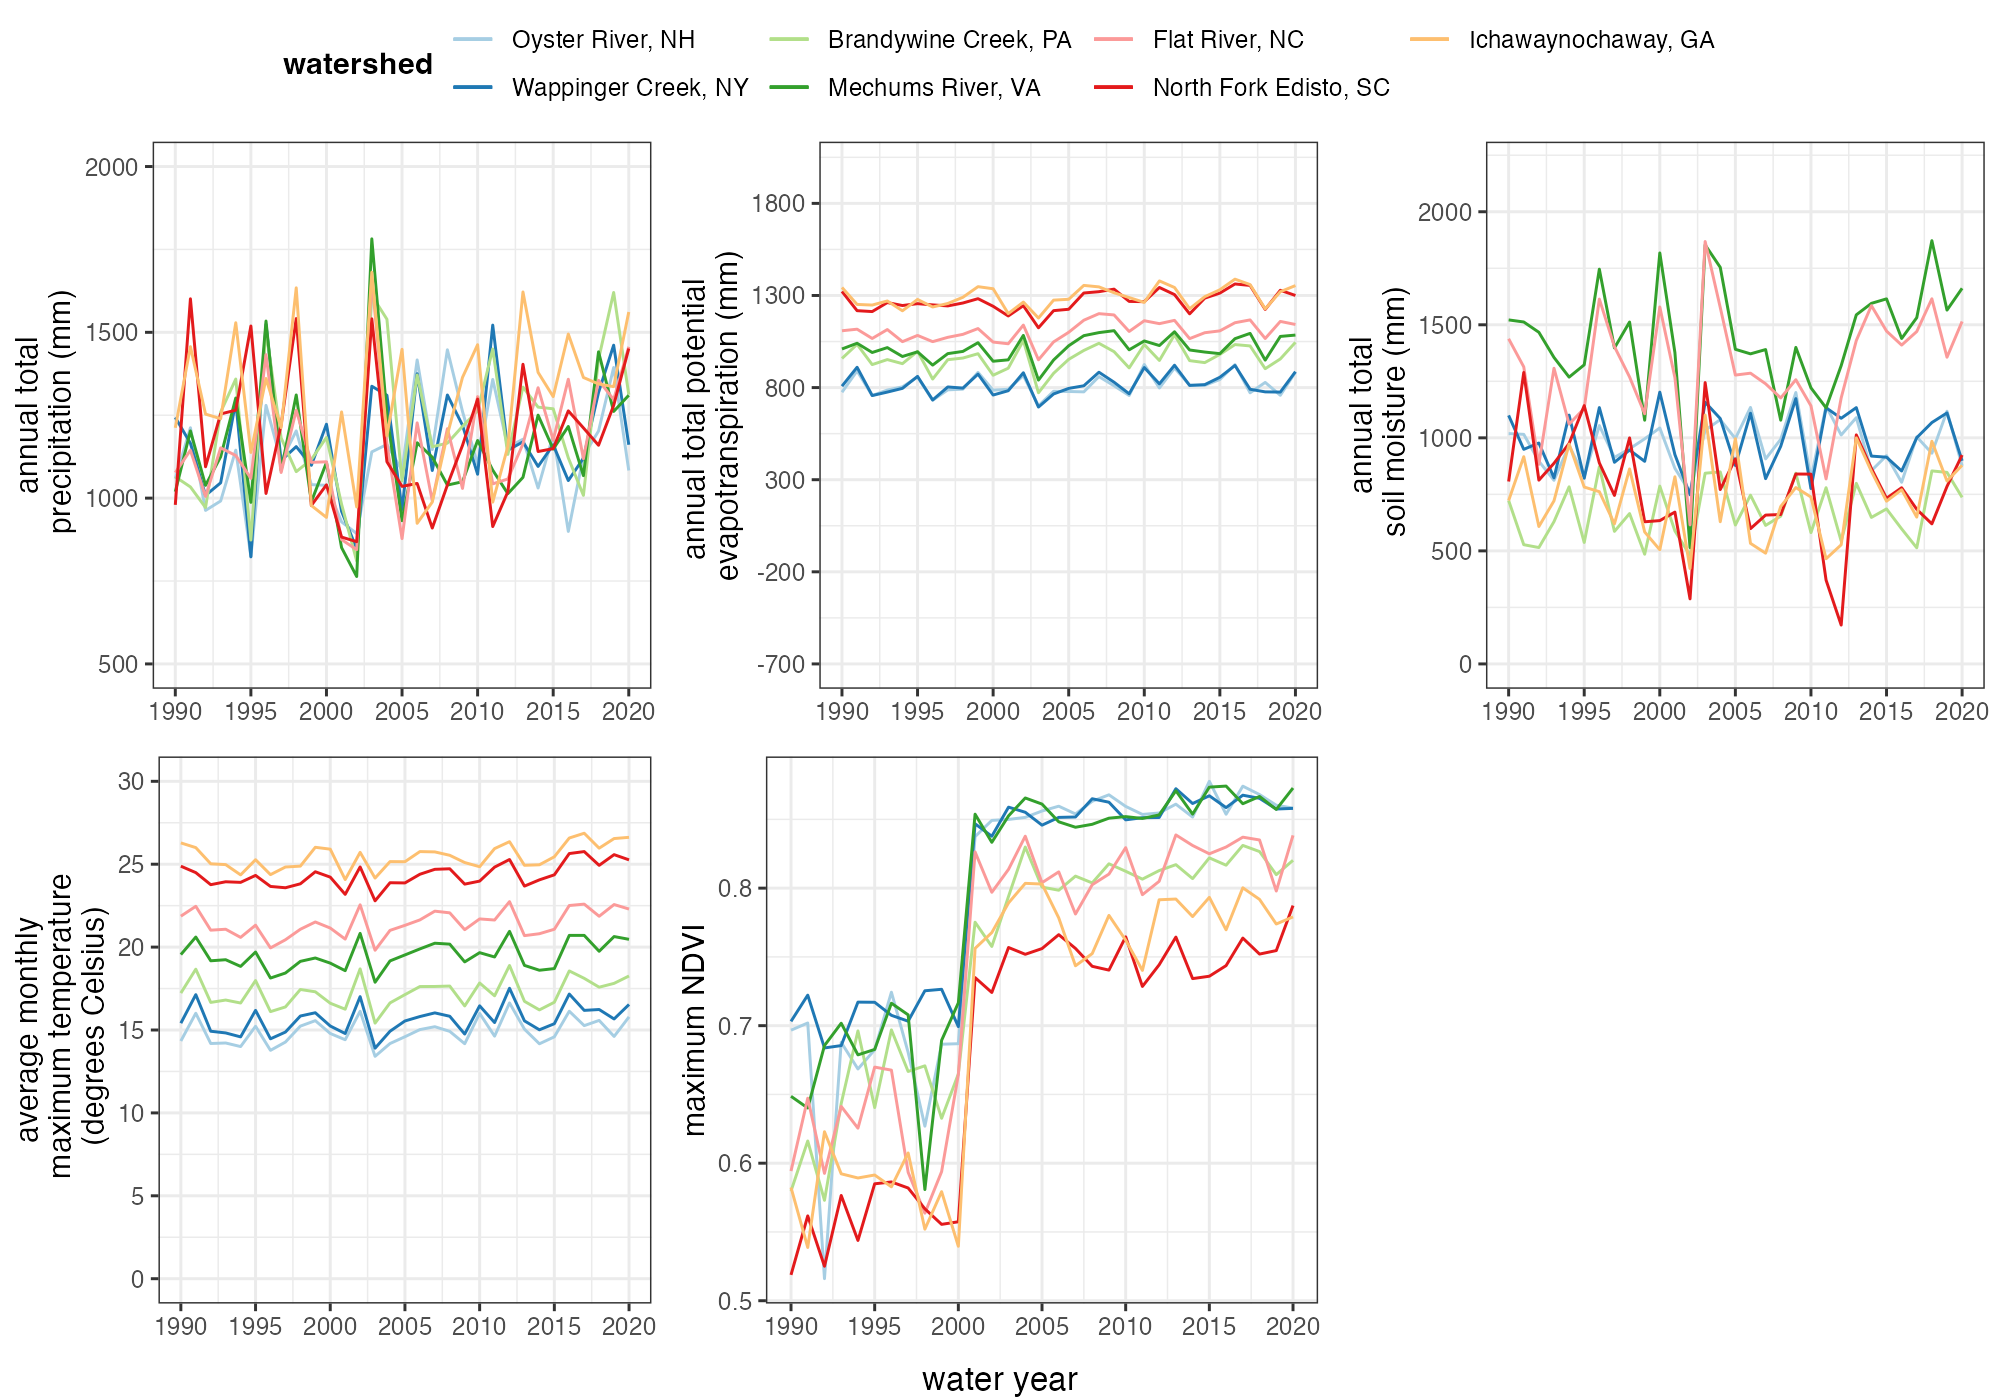 watershed
Oyster River, NH
Brandywine Creek, PA
Flat River, NC
Ichawaynochaway, GA
Wappinger Creek, NY
Mechums River, VA
North Fork Edisto, SC
annual total
precipitation (mm)
2000
1500
1000
500
1990 1995 2000 2005 2010 2015 2020
annual total potential
evapotranspiration (mm)
1800
1300
800
300
-200
-700
1990 1995 2000 2005 2010 2015 2020
annual total
soil moisture (mm)
2000
1500
1000
500
0
1990 1995 2000 2005 2010 2015 2020
average monthly
maximum temperature
(degrees Celsius)
30
25
20
15
10
5
0
1990 1995 2000 2005 2010 2015 2020
maximum NDVI
0.8
0.7
0.6
0.5
1990 1995 2000 2005 2010 2015 2020
water year